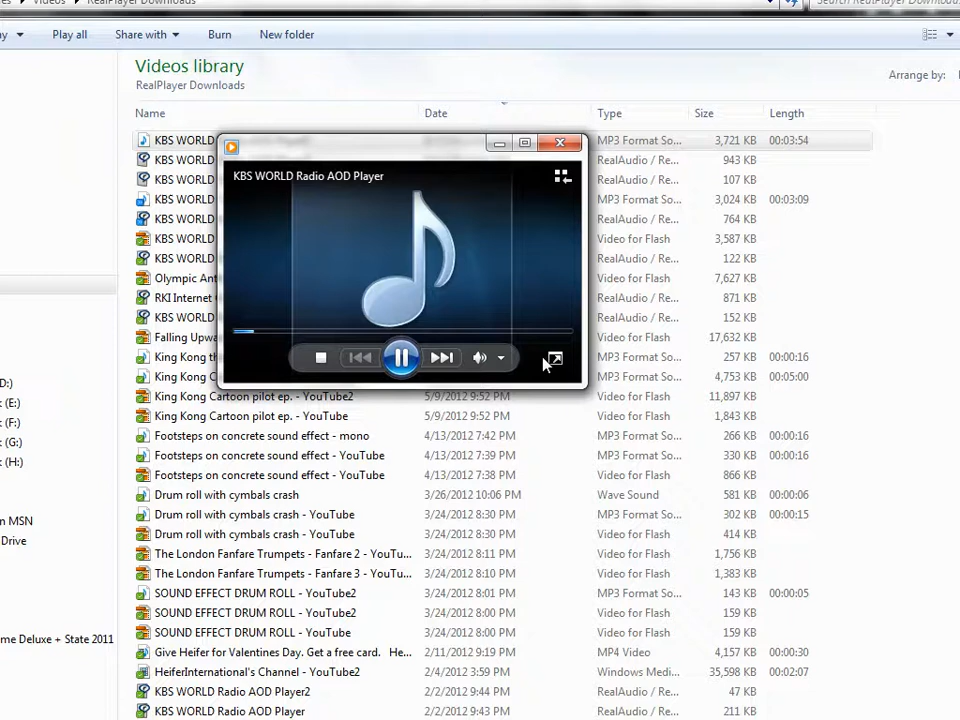 Videos RealPlayer Downloads Search RealPlayer Download
Play all Share with Burn New folder
Videos library
RealPlayer Downloads
Arrange by:
Name Date Type Size Length
KBS WORLD MP3 Format So... 3,721 KB 00:03:54
KBS WORLD RealAudio / Re... 943 KB
KBS WORLD RealAudio / Re... 107 KB
KBS WORLD MP3 Format So... 3,024 KB 00:03:09
KBS WORLD RealAudio / Re... 764 KB
KBS WORLD Video for Flash 3,587 KB
KBS WORLD RealAudio / Re... 122 KB
Olympic Ant Video for Flash 7,627 KB
RKI Internet RealAudio / Re... 871 KB
KBS WORLD RealAudio / Re... 152 KB
Falling Upwa Video for Flash 17,632 KB
King Kong th MP3 Format So... 257 KB 00:00:16
King Kong C MP3 Format So... 4,753 KB 00:05:00
King Kong Cartoon pilot ep. - YouTube2 5/9/2012 9:52 PM Video for Flash 11,897 KB
King Kong Cartoon pilot ep. - YouTube 5/9/2012 9:52 PM Video for Flash 1,843 KB
Footsteps on concrete sound effect - mono 4/13/2012 7:42 PM MP3 Format So... 266 KB 00:00:16
Footsteps on concrete sound effect - YouTube 4/13/2012 7:39 PM MP3 Format So... 330 KB 00:00:16
Footsteps on concrete sound effect - YouTube 4/13/2012 7:38 PM Video for Flash 866 KB
Drum roll with cymbals crash 3/26/2012 10:06 PM Wave Sound 581 KB 00:00:06
Drum roll with cymbals crash - YouTube 3/24/2012 8:30 PM MP3 Format So... 302 KB 00:00:15
Drum roll with cymbals crash - YouTube 3/24/2012 8:30 PM Video for Flash 414 KB
The London Fanfare Trumpets - Fanfare 2 - YouTu... 3/24/2012 8:11 PM Video for Flash 1,756 KB
The London Fanfare Trumpets - Fanfare 3 - YouTu... 3/24/2012 8:10 PM Video for Flash 1,383 KB
SOUND EFFECT DRUM ROLL - YouTube2 3/24/2012 8:01 PM MP3 Format So... 143 KB 00:00:05
SOUND EFFECT DRUM ROLL - YouTube2 3/24/2012 8:00 PM Video for Flash 159 KB
SOUND EFFECT DRUM ROLL - YouTube 3/24/2012 8:00 PM Video for Flash 159 KB
Give Heifer for Valentines Day. Get a free card. He... 2/11/2012 9:19 PM MP4 Video 4,157 KB 00:00:30
HeiferInternational's Channel - YouTube2 2/4/2012 3:59 PM Windows Medi... 35,598 KB 00:02:07
KBS WORLD Radio AOD Player2 2/2/2012 9:44 PM RealAudio / Re... 47 KB
KBS WORLD Radio AOD Player 2/2/2012 9:43 PM RealAudio / Re... 211 KB
KBS WORLD Radio AOD Player
D:)
(E:)
(F:)
(G:)
(H:)
n MSN
Drive
me Deluxe + State 2011